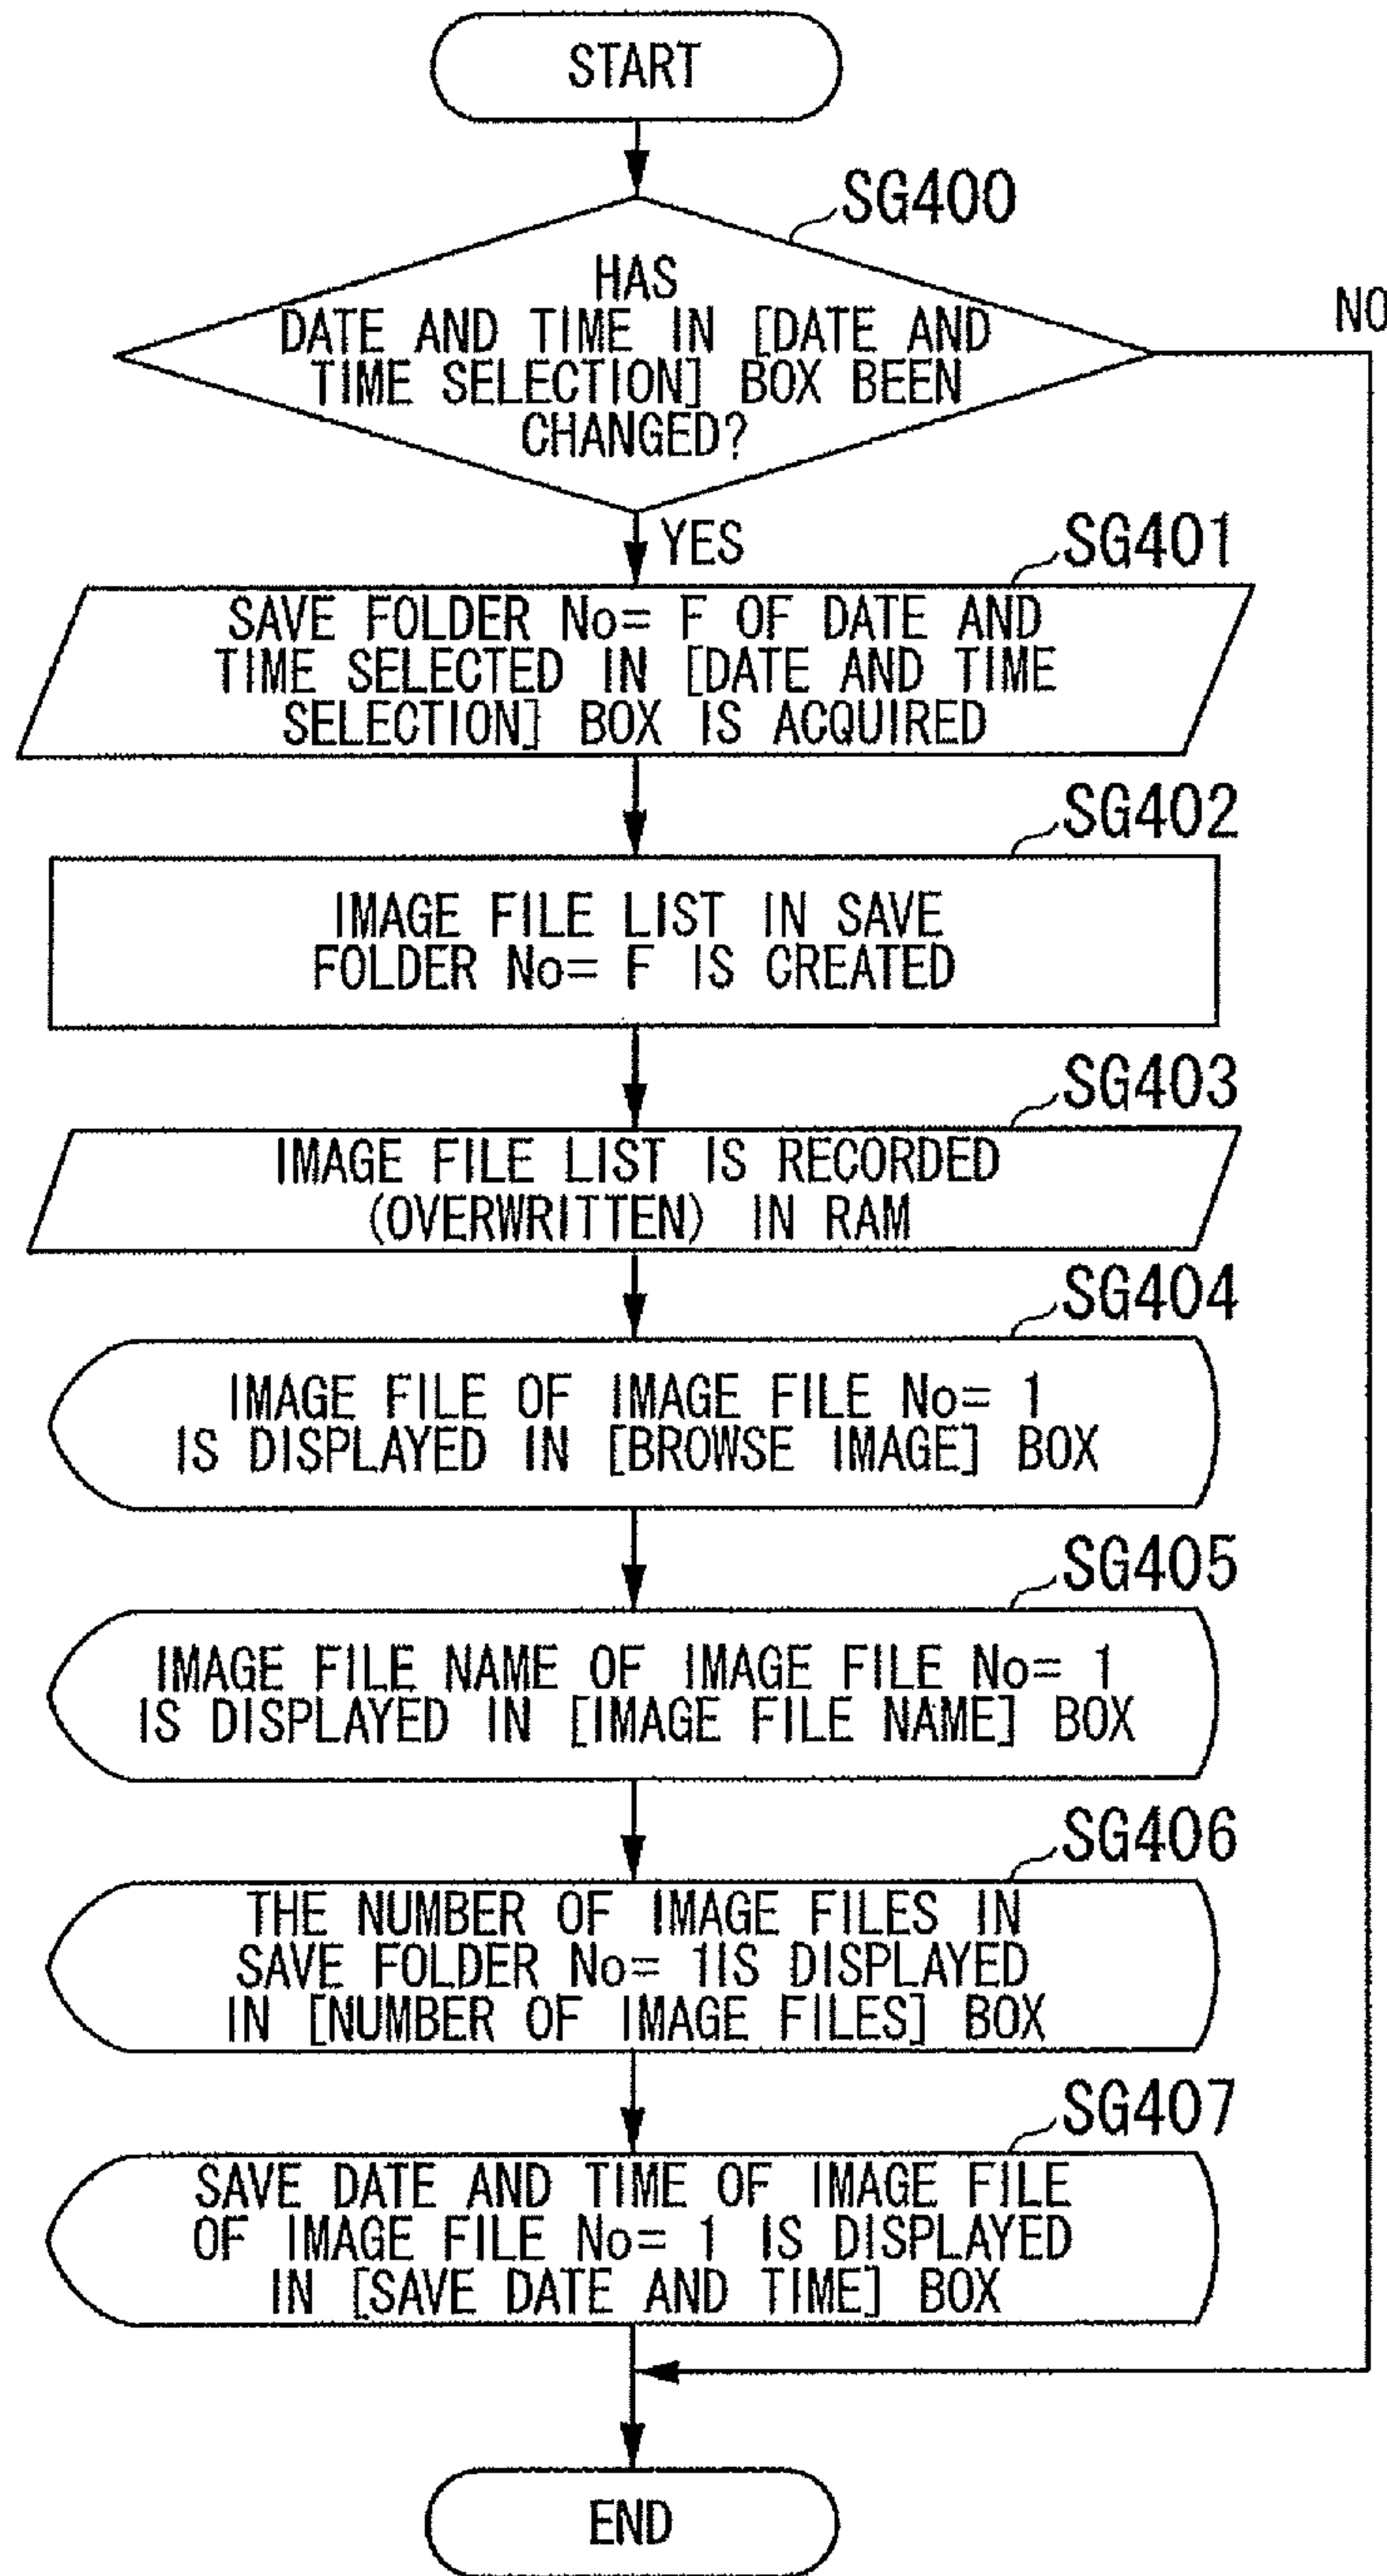 START
SG400
HAS
DATE AND TIME IN [DATE AND
TIME SELECTION] BOX BEEN
CHANGED?
NO
YES
SG401
SAVE FOLDER No= F OF DATE AND
TIME SELECTED IN [DATE AND TIME
SELECTION] BOX IS ACQUIRED
SG402
IMAGE FILE LIST IN SAVE
FOLDER No= F IS CREATED
SG403
IMAGE FILE LIST IS RECORDED
(OVERWRITTEN) IN RAM
SG404
IMAGE FILE OF IMAGE FILE No= 1
IS DISPLAYED IN [BROWSE IMAGE] BOX
SG405
IMAGE FILE NAME OF IMAGE FILE No= 1
IS DISPLAYED IN [IMAGE FILE NAME] BOX
SG406
THE NUMBER OF IMAGE FILES IN
SAVE FOLDER No= 1IS DISPLAYED
IN [NUMBER OF IMAGE FILES] BOX
SG407
SAVE DATE AND TIME OF IMAGE FILE
OF IMAGE FILE No= 1 IS DISPLAYED
IN [SAVE DATE AND TIME] BOX
END